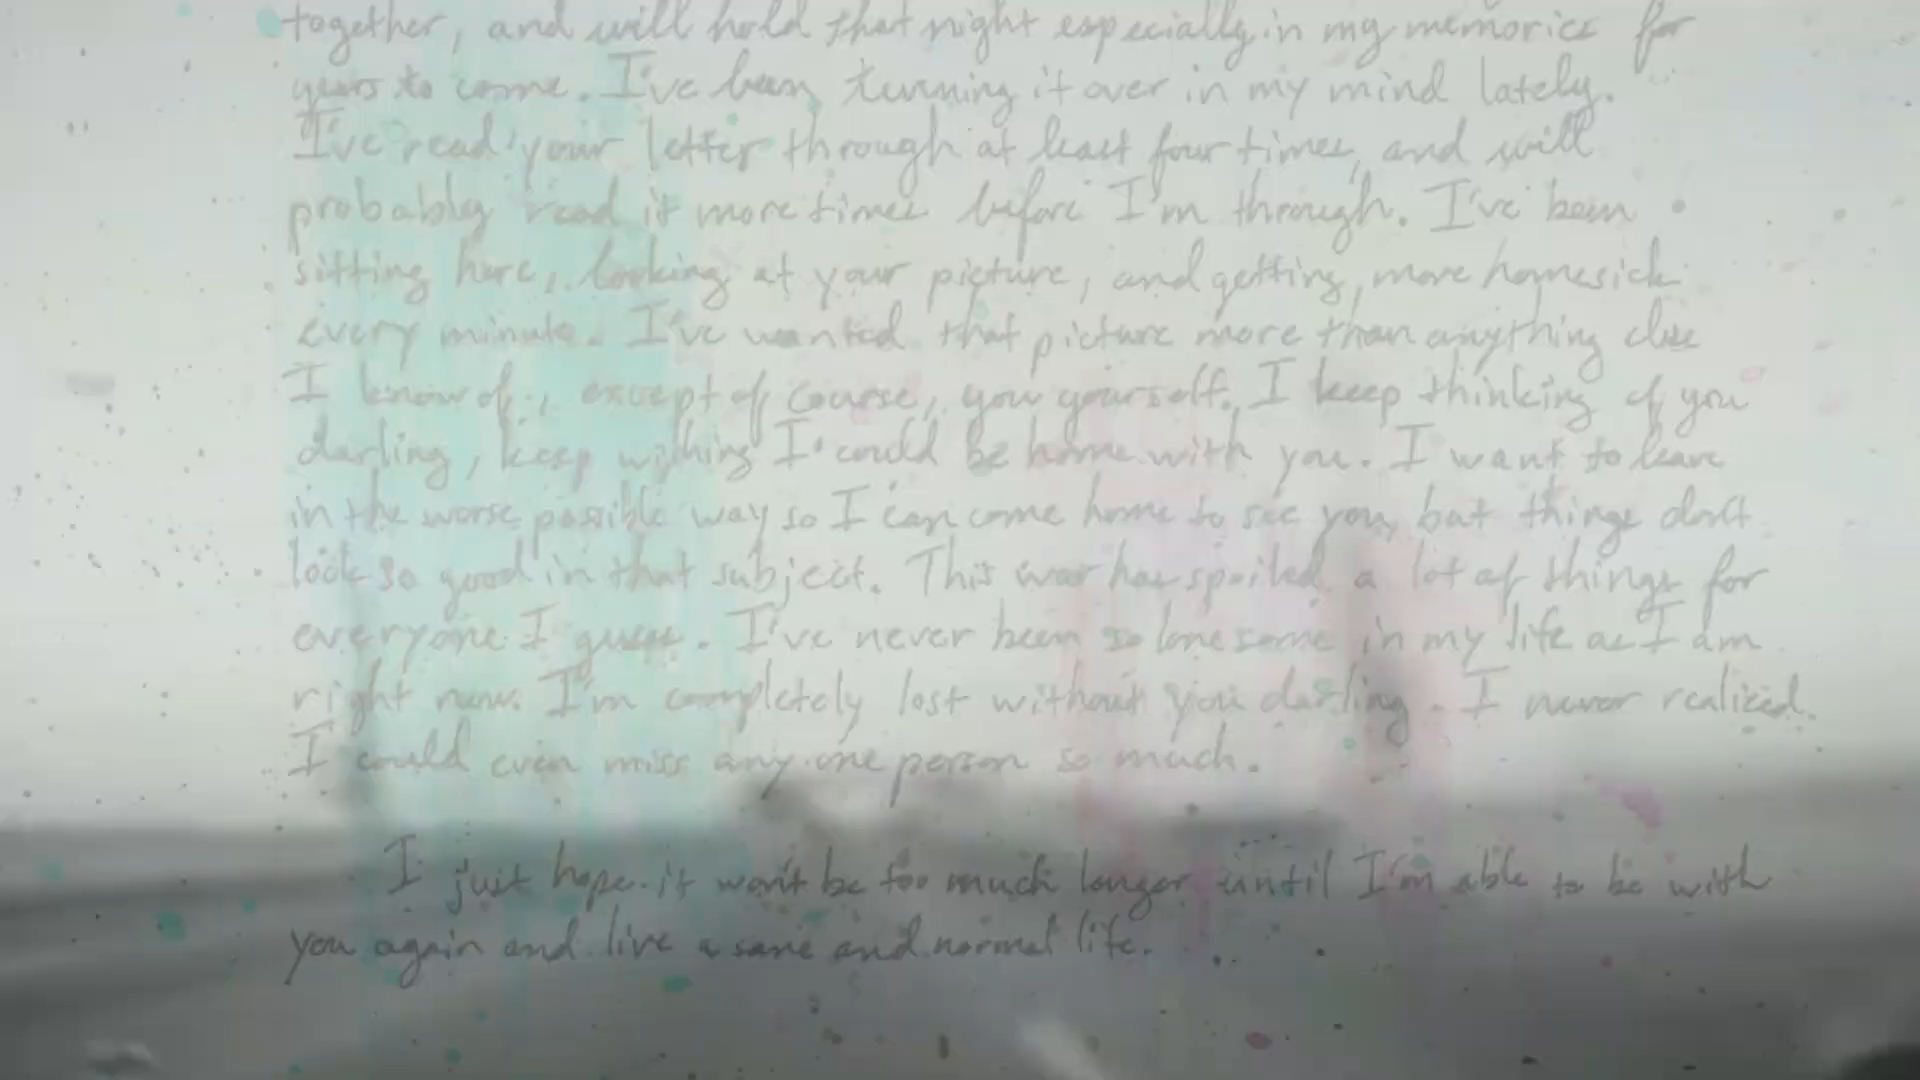 together, and will hold that night especially in my memories for
years to come. I've been turning it over in my mind lately.
I've read your letter through at least four times, and will
probably read it more times before I'm through. I've been
sitting here, looking at your picture, and getting more homesick
every minute. I've wanted that picture more than anything else
I know of, except of course, you yourself. I keep thinking of you
darling, keep wishing I could be home with you. I want to leave
in the worse possible way so I can come home to see you, but things don't
look so good in that subject. This war has spoiled a lot of things for
everyone I guess. I've never been so lonesome in my life as I am
right now. I'm completely lost without you darling. I never realized
I could even miss any one person so much.
I just hope it won't be too much longer until I'm able to be with
you again and live a sane and normal life.